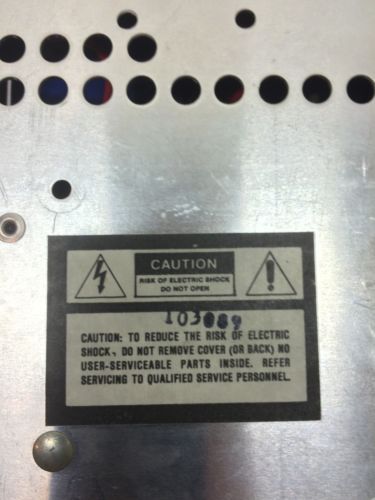 CAUTION
RISK OF ELECTRIC SHOCK
DO NOT OPEN
103889
CAUTION: TO REDUCE THE RISK OF ELECTRIC
SHOCK, DO NOT REMOVE COVER (OR BACK) NO
USER-SERVICEABLE PARTS INSIDE. REFER
SERVICING TO QUALIFIED SERVICE PERSONNEL.